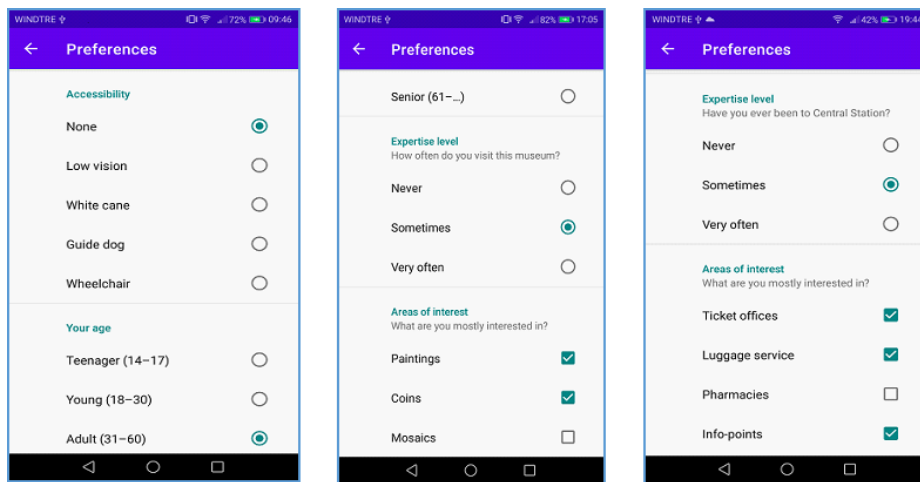 WINDTRE 72% 09:46
Preferences
Accessibility
None
Low vision
White cane
Guide dog
Wheelchair
Your age
Teenager (14–17)
Young (18–30)
Adult (31–60)
WINDTRE 82% 17:05
Preferences
Senior (61–...)
Expertise level
How often do you visit this museum?
Never
Sometimes
Very often
Areas of interest
What are you mostly interested in?
Paintings
Coins
Mosaics
WINDTRE 42% 19:44
Preferences
Expertise level
Have you ever been to Central Station?
Never
Sometimes
Very often
Areas of interest
What are you mostly interested in?
Ticket offices
Luggage service
Pharmacies
Info-points